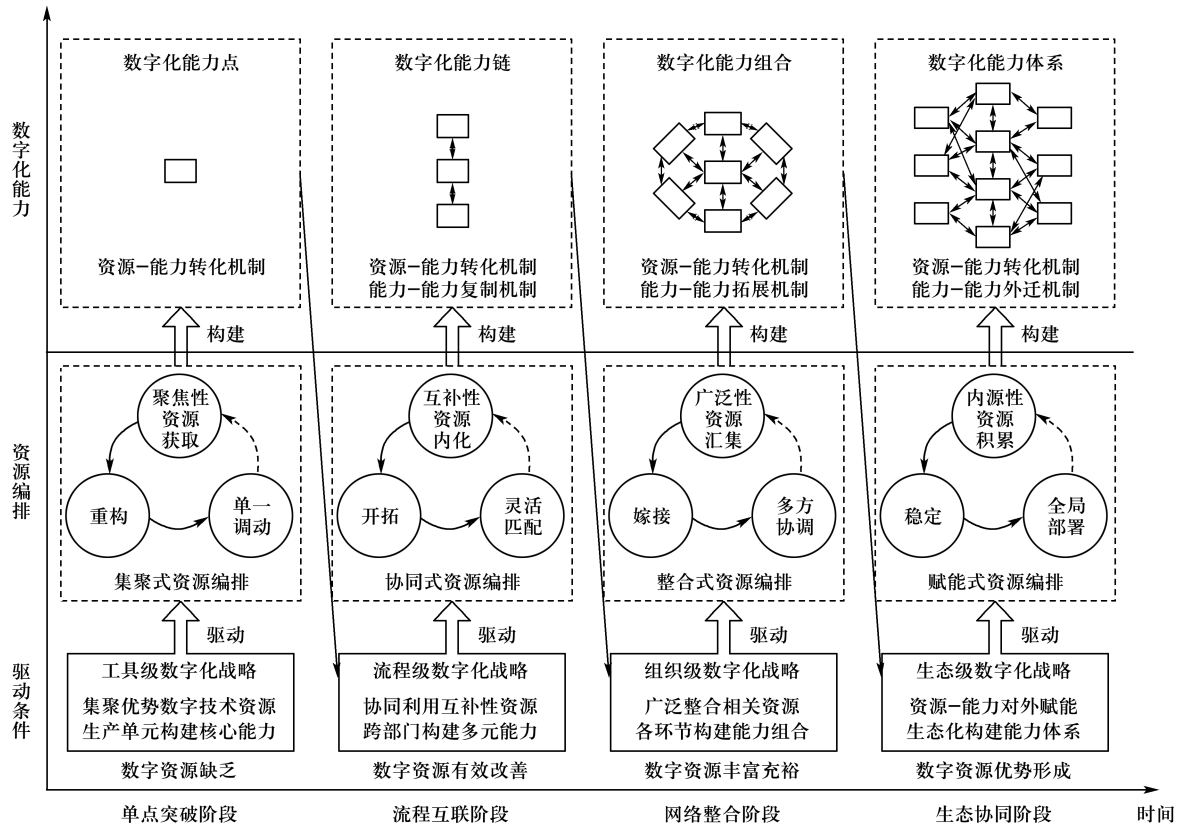 数字化能力
数字化能力点
资源—能力转化机制
数字化能力链
资源—能力转化机制
能力—能力复制机制
数字化能力组合
资源—能力转化机制
能力—能力拓展机制
数字化能力体系
资源—能力转化机制
能力—能力外迁机制
构建
构建
构建
构建
资源编排
聚焦性
资源
获取
重构
单一
调动
集聚式资源编排
互补性
资源
内化
开拓
灵活
匹配
协同式资源编排
广泛性
资源
汇集
嫁接
多方
协调
整合式资源编排
内源性
资源
积累
稳定
全局
部署
赋能式资源编排
驱动
驱动
驱动
驱动
驱动条件
工具级数字化战略
集聚优势数字技术资源
生产单元构建核心能力
数字资源缺乏
流程级数字化战略
协同利用互补性资源
跨部门构建多元能力
数字资源有效改善
组织级数字化战略
广泛整合相关资源
各环节构建能力组合
数字资源丰富充裕
生态级数字化战略
资源—能力对外赋能
生态化构建能力体系
数字资源优势形成
单点突破阶段
流程互联阶段
网络整合阶段
生态协同阶段
时间